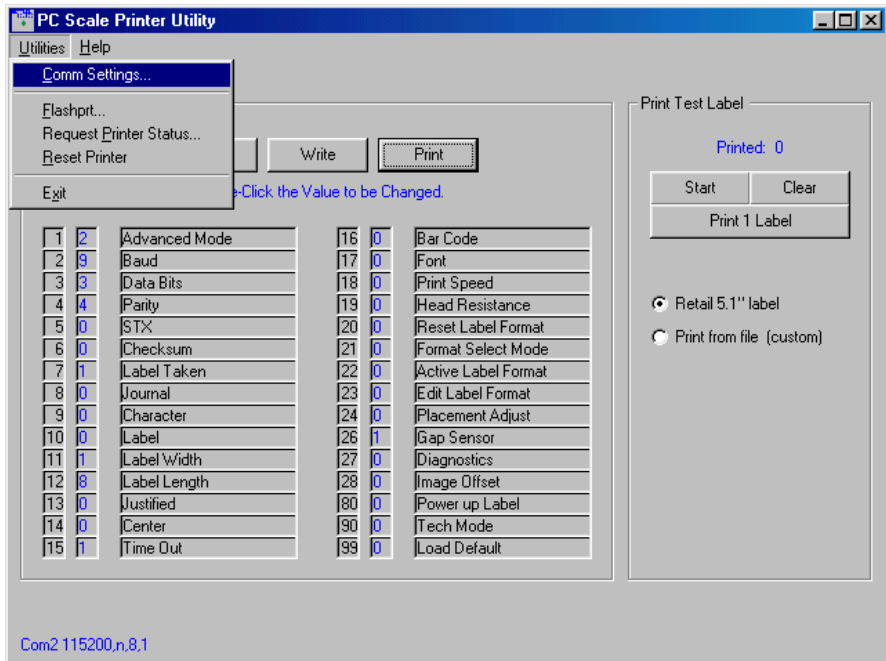 PC Scale Printer Utility
Utilities Help
Comm Settings...
Flashprt...
Request Printer Status...
Reset Printer
Exit
Write Print
e-Click the Value to be Changed.
1 2 Advanced Mode 16 0 Bar Code
2 9 Baud 17 0 Font
3 3 Data Bits 18 0 Print Speed
4 4 Parity 19 0 Head Resistance
5 0 STX 20 0 Reset Label Format
6 0 Checksum 21 0 Format Select Mode
7 1 Label Taken 22 0 Active Label Format
8 0 Journal 23 0 Edit Label Format
9 0 Character 24 0 Placement Adjust
10 0 Label 26 1 Gap Sensor
11 1 Label Width 27 0 Diagnostics
12 8 Label Length 28 0 Image Offset
13 0 Justified 80 0 Power up Label
14 0 Center 90 0 Tech Mode
15 1 Time Out 99 0 Load Default
Print Test Label
Printed: 0
Start Clear
Print 1 Label
Retail 5.1" label
Print from file (custom)
Com2 115200,n,8,1